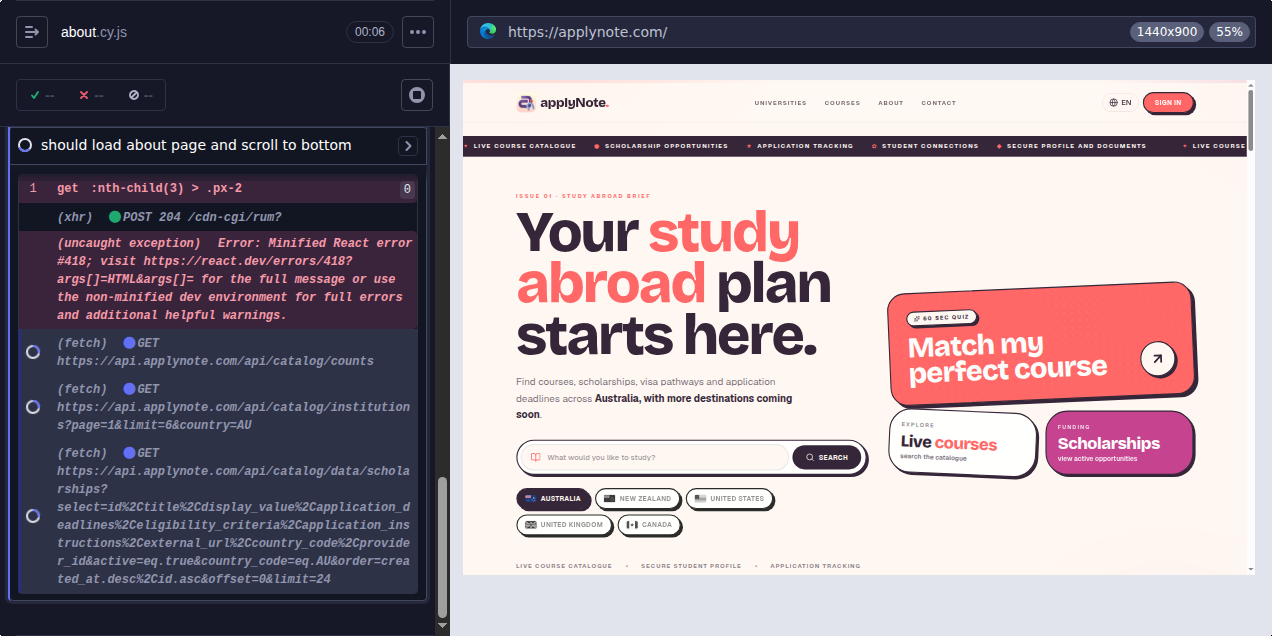 about.cy.js
00:06
--
--
--
should load about page and scroll to bottom
1 get :nth-child(3) > .px-2 0
(xhr) POST 204 /cdn-cgi/rum?
(uncaught exception) Error: Minified React error
#418; visit https://react.dev/errors/418?
args[]=HTML&args[]= for the full message or use
the non-minified dev environment for full errors
and additional helpful warnings.
(fetch) GET
https://api.applynote.com/api/catalog/counts
(fetch) GET
https://api.applynote.com/api/catalog/institution
s?page=1&limit=6&country=AU
(fetch) GET
https://api.applynote.com/api/catalog/data/schola
rships?
select=id%2Ctitle%2Cdisplay_value%2Capplication_d
eadlines%2Celigibility_criteria%2Capplication_ins
tructions%2Cexternal_url%2Ccountry_code%2Cprovide
r_id&active=eq.true&country_code=eq.AU&order=crea
ted_at.desc%2Cid.asc&offset=0&limit=24
https://applynote.com/
1440x900
55%
applyNote.
UNIVERSITIES COURSES ABOUT CONTACT
EN
SIGN IN
LIVE COURSE CATALOGUE SCHOLARSHIP OPPORTUNITIES APPLICATION TRACKING STUDENT CONNECTIONS SECURE PROFILE AND DOCUMENTS LIVE COURSE
ISSUE 01 · STUDY ABROAD BRIEF
Your study
abroad plan
starts here.
Find courses, scholarships, visa pathways and application
deadlines across Australia, with more destinations coming
soon.
What would you like to study?
SEARCH
AUSTRALIA
NEW ZEALAND
UNITED STATES
UNITED KINGDOM
CANADA
LIVE COURSE CATALOGUE • SECURE STUDENT PROFILE • APPLICATION TRACKING
60 SEC QUIZ
Match my
perfect course
EXPLORE
Live courses
search the catalogue
FUNDING
Scholarships
view active opportunities